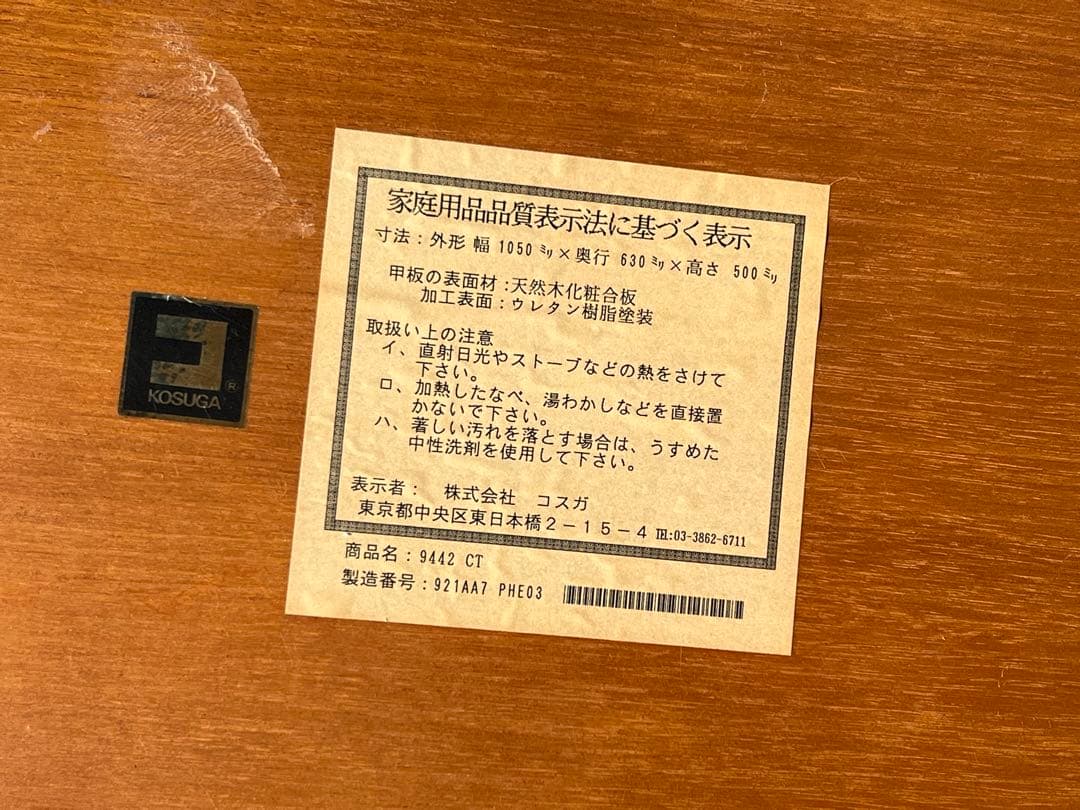 家庭用品品質表示法に基づく表示
寸法：外形 幅 1050 ㍉×奥行 630 ㍉×高さ 500 ㍉
甲板の表面材：天然木化粧合板
加工表面：ウレタン樹脂塗装
取扱い上の注意
イ、直射日光やストーブなどの熱をさけて
下さい。
ロ、加熱したなべ、湯わかしなどを直接置
かないで下さい。
ハ、著しい汚れを落とす場合は、うすめた
中性洗剤を使用して下さい。
表示者： 株式会社 コスガ
東京都中央区東日本橋２－１５－４ ℡:03-3862-6711
商品名：9442 CT
製造番号：921AA7 PHE03
KOSUGA
®